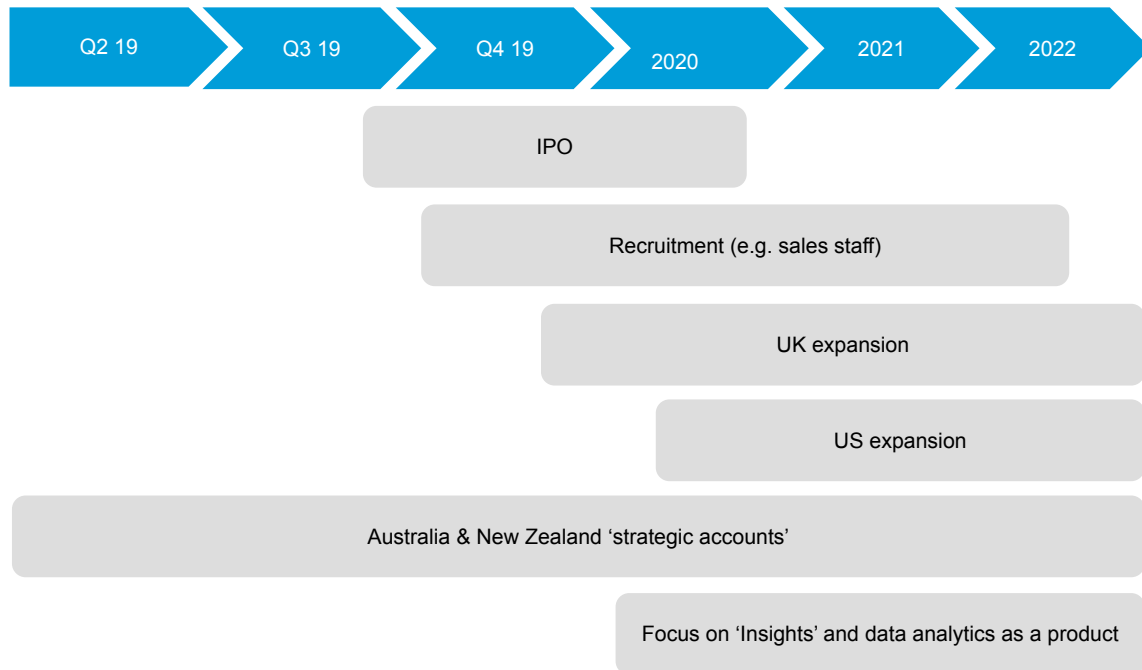 Q2 19
Q3 19
Q4 19
2020
2021
2022
IPO
Recruitment (e.g. sales staff)
UK expansion
US expansion
Australia & New Zealand ‘strategic accounts’
Focus on ‘Insights’ and data analytics as a product